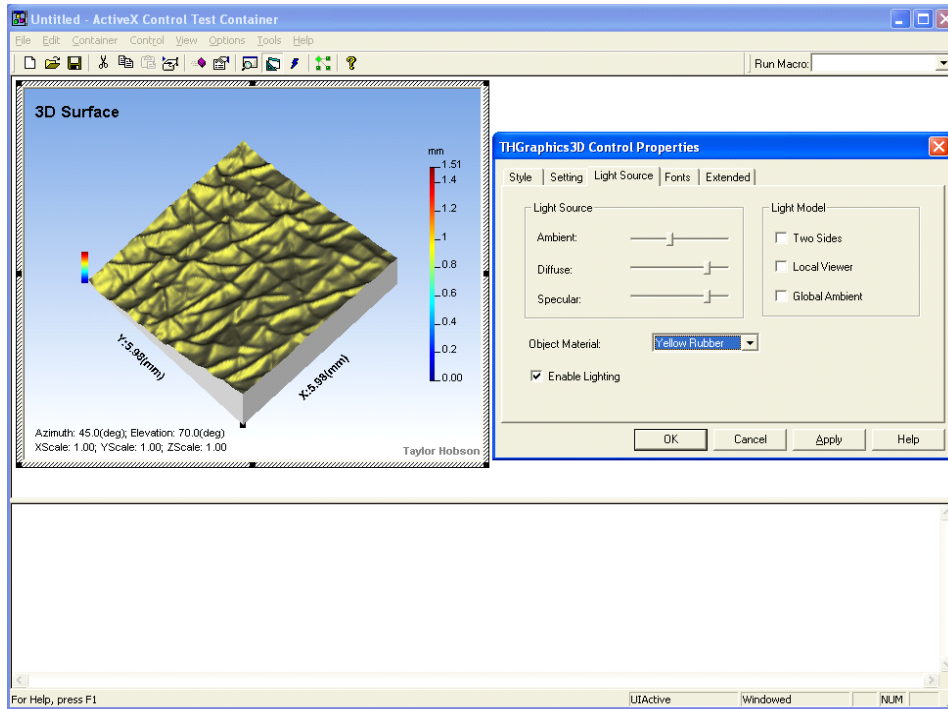 Untitled - ActiveX Control Test Container
File Edit Container Control View Options Tools Help
Run Macro:
3D Surface
mm
1.51
1.4
1.2
1
0.8
0.6
0.4
0.2
0.00
Y:5.98(mm)
X:5.98(mm)
Azimuth: 45.0(deg); Elevation: 70.0(deg)
XScale: 1.00; YScale: 1.00; ZScale: 1.00
Taylor Hobson
THGraphics3D Control Properties
Style Setting Light Source Fonts Extended
Light Source
Ambient:
Diffuse:
Specular:
Light Model
Two Sides
Local Viewer
Global Ambient
Object Material: Yellow Rubber
Enable Lighting
OK Cancel Apply Help
For Help, press F1
UIActive Windowed NUM